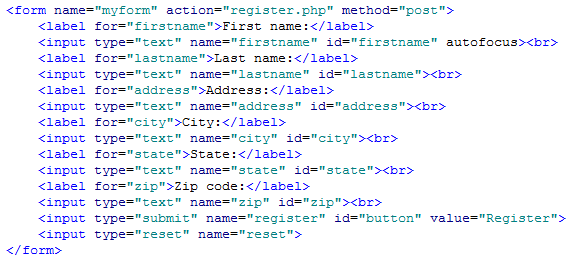 <form name="myform" action="register.php" method="post">
    <label for="firstname">First name:</label>
    <input type="text" name="firstname" id="firstname" autofocus><br>
    <label for="lastname">Last name:</label>
    <input type="text" name="lastname" id="lastname"><br>
    <label for="address">Address:</label>
    <input type="text" name="address" id="address"><br>
    <label for="city">City:</label>
    <input type="text" name="city" id="city"><br>
    <label for="state">State:</label>
    <input type="text" name="state" id="state"><br>
    <label for="zip">Zip code:</label>
    <input type="text" name="zip" id="zip"><br>
    <input type="submit" name="register" id="button" value="Register">
    <input type="reset" name="reset">
</form>